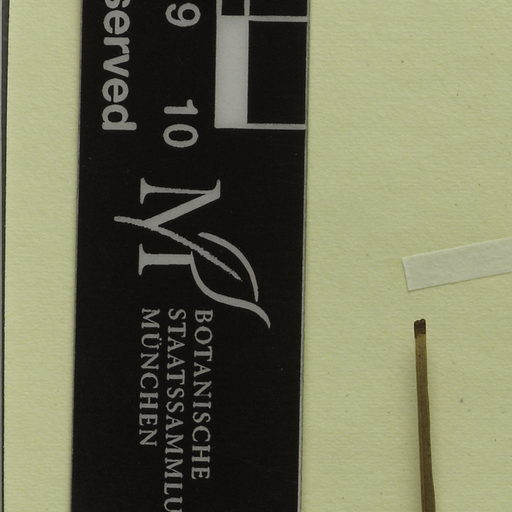 served
9 10
BOTANISCHE
STAATSSAMMLU
MÜNCHEN